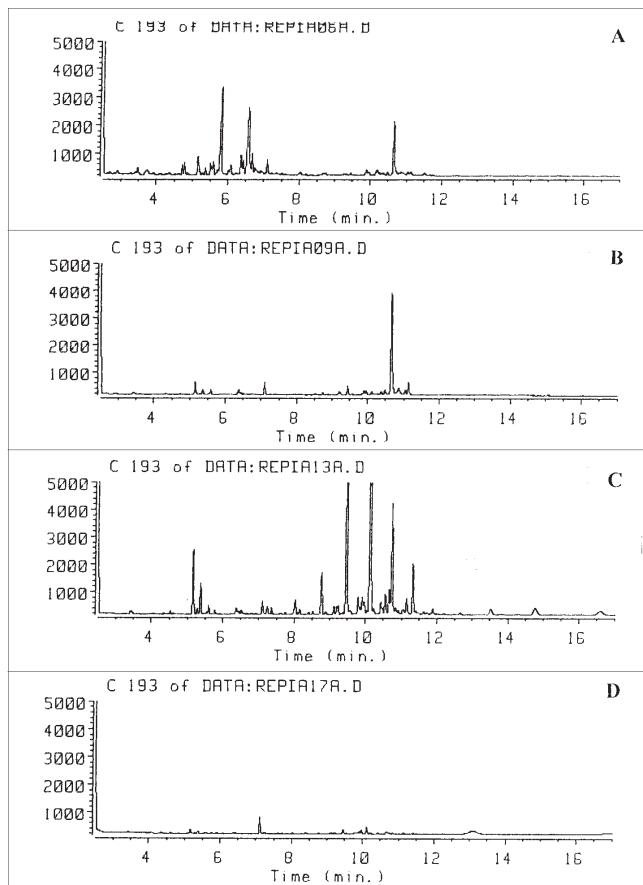 C 193 of DATA:REPIA06A.D
A
5000
4000
3000
2000
1000
4 6 8 10 12 14 16
Time (min.)
C 193 of DATA:REPIA09A.D
B
5000
4000
3000
2000
1000
4 6 8 10 12 14 16
Time (min.)
C 193 of DATA:REPIA13A.D
C
5000
4000
3000
2000
1000
4 6 8 10 12 14 16
Time (min.)
C 193 of DATA:REPIA17A.D
D
5000
4000
3000
2000
1000
4 6 8 10 12 14 16
Time (min.)